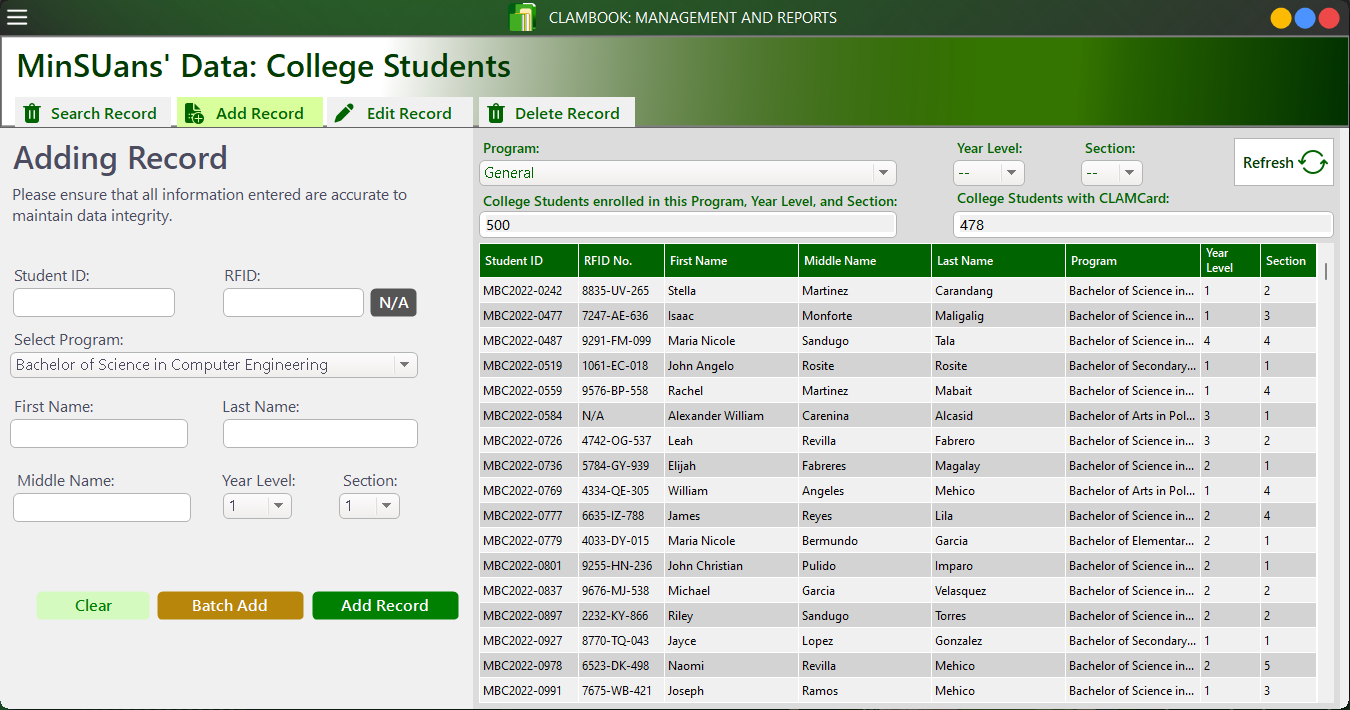 CLAMBOOK: MANAGEMENT AND REPORTS
MinSUans' Data: College Students
Search Record
Add Record
Edit Record
Delete Record
Adding Record
Please ensure that all information entered are accurate to
maintain data integrity.
Student ID:
RFID:
N/A
Select Program:
Bachelor of Science in Computer Engineering
First Name:
Last Name:
Middle Name:
Year Level:
Section:
1
1
Clear
Batch Add
Add Record
Program:
Year Level:
Section:
General
--
--
Refresh
College Students enrolled in this Program, Year Level, and Section:
College Students with CLAMCard:
500
478
Student ID RFID No. First Name Middle Name Last Name Program Year Level Section
MBC2022-0242 8835-UV-265 Stella Martinez Carandang Bachelor of Science in... 1 2
MBC2022-0477 7247-AE-636 Isaac Monforte Maligalig Bachelor of Science in... 1 3
MBC2022-0487 9291-FM-099 Maria Nicole Sandugo Tala Bachelor of Science in... 4 4
MBC2022-0519 1061-EC-018 John Angelo Rosite Rosite Bachelor of Secondary... 1 1
MBC2022-0559 9576-BP-558 Rachel Martinez Mabait Bachelor of Science in... 1 4
MBC2022-0584 N/A Alexander William Carenina Alcasid Bachelor of Arts in Pol... 3 1
MBC2022-0726 4742-OG-537 Leah Revilla Fabrero Bachelor of Science in... 3 2
MBC2022-0736 5784-GY-939 Elijah Fabreres Magalay Bachelor of Science in... 2 1
MBC2022-0769 4334-QE-305 William Angeles Mehico Bachelor of Arts in Pol... 1 4
MBC2022-0777 6635-IZ-788 James Reyes Lila Bachelor of Science in... 2 4
MBC2022-0779 4033-DY-015 Maria Nicole Bermundo Garcia Bachelor of Elementar... 2 1
MBC2022-0801 9255-HN-236 John Christian Pulido Imparo Bachelor of Science in... 2 1
MBC2022-0837 9676-MJ-538 Michael Garcia Velasquez Bachelor of Science in... 2 2
MBC2022-0897 2232-KY-866 Riley Sandugo Torres Bachelor of Science in... 2 2
MBC2022-0927 8770-TQ-043 Jayce Lopez Gonzalez Bachelor of Secondary... 1 1
MBC2022-0978 6523-DK-498 Naomi Revilla Mehico Bachelor of Science in... 2 5
MBC2022-0991 7675-WB-421 Joseph Ramos Mehico Bachelor of Science in... 1 3